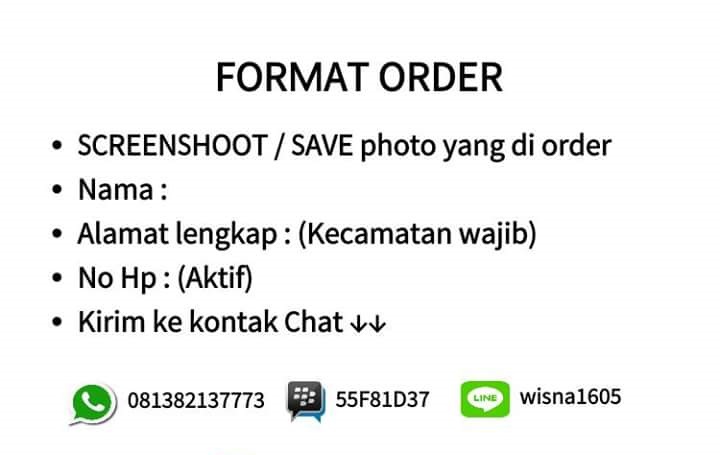 FORMAT ORDER
• SCREENSHOOT / SAVE photo yang di order
• Nama :
• Alamat lengkap : (Kecamatan wajib)
• No Hp : (Aktif)
• Kirim ke kontak Chat ↓↓
081382137773 55F81D37 LINE wisna1605